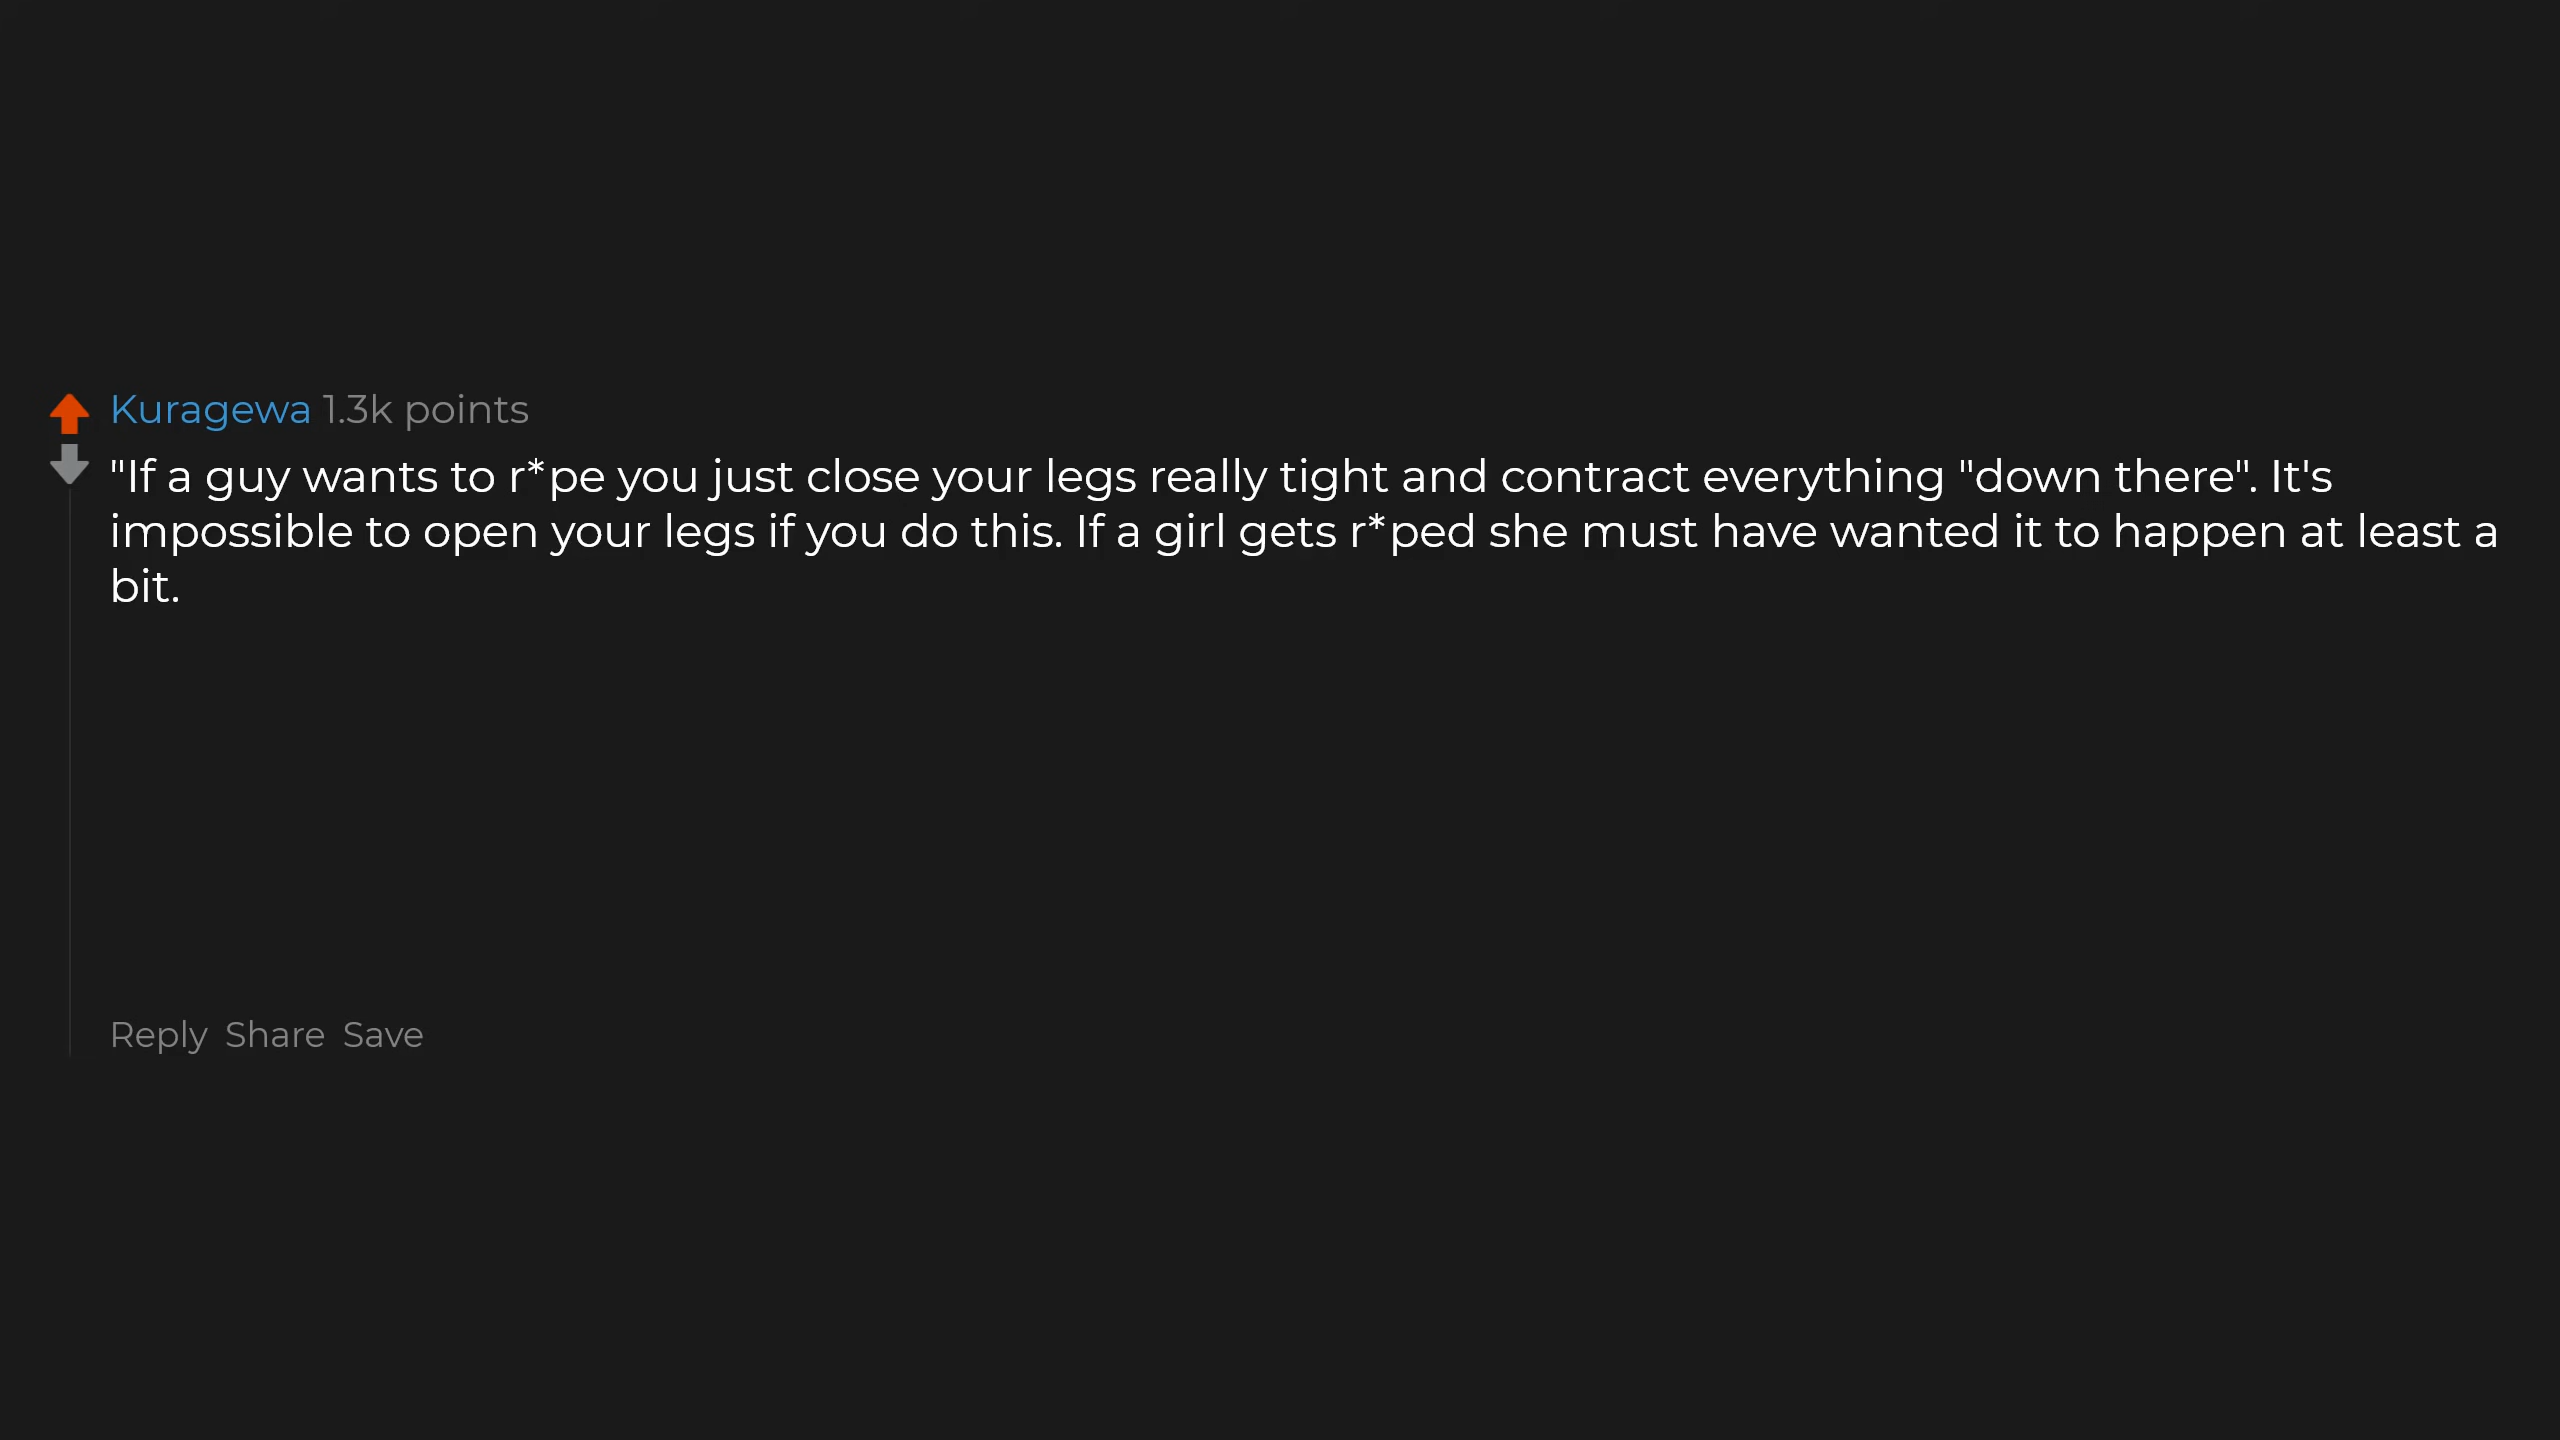 Kuragewa 1.3k points
"If a guy wants to r*pe you just close your legs really tight and contract everything "down there". It's
impossible to open your legs if you do this. If a girl gets r*ped she must have wanted it to happen at least a
bit.
Reply Share Save